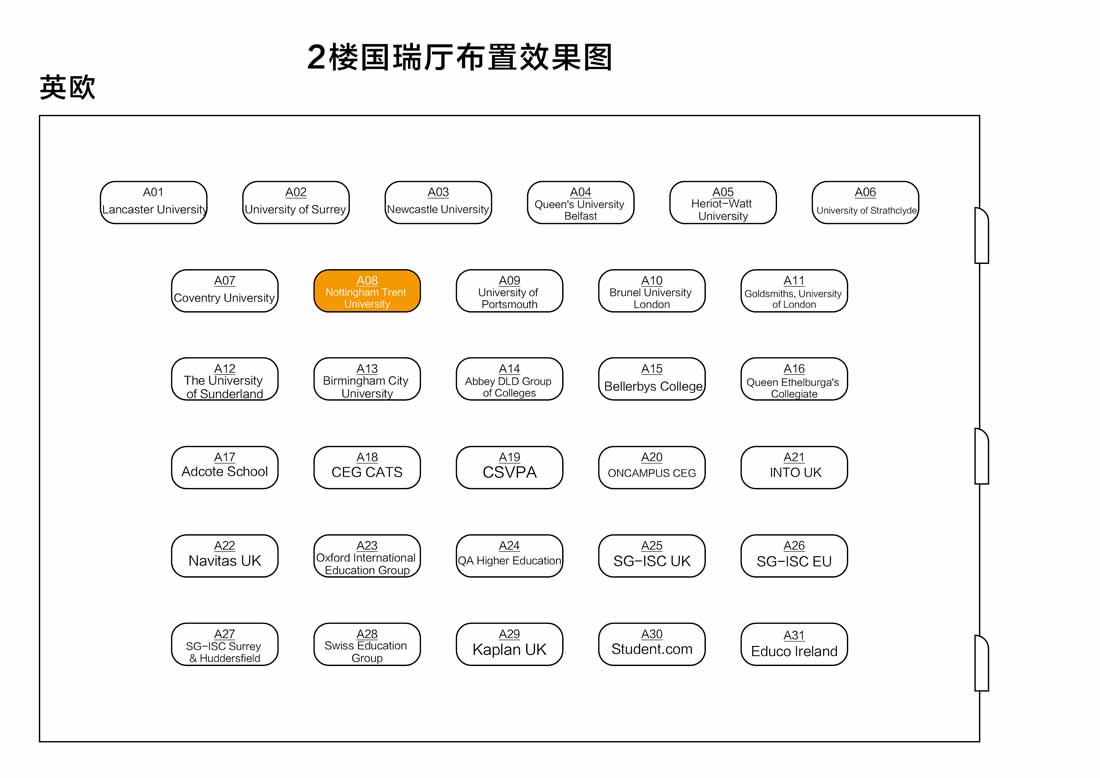 2楼国瑞厅布置效果图
英欧
A01
Lancaster University
A02
University of Surrey
A03
Newcastle University
A04
Queen's University
Belfast
A05
Heriot-Watt
University
A06
University of Strathclyde
A07
Coventry University
A08
Nottingham Trent
University
A09
University of
Portsmouth
A10
Brunel University
London
A11
Goldsmiths, University
of London
A12
The University
of Sunderland
A13
Birmingham City
University
A14
Abbey DLD Group
of Colleges
A15
Bellerbys College
A16
Queen Ethelburga's
Collegiate
A17
Adcote School
A18
CEG CATS
A19
CSVPA
A20
ONCAMPUS CEG
A21
INTO UK
A22
Navitas UK
A23
Oxford International
Education Group
A24
QA Higher Education
A25
SG-ISC UK
A26
SG-ISC EU
A27
SG-ISC Surrey
& Huddersfield
A28
Swiss Education
Group
A29
Kaplan UK
A30
Student.com
A31
Educo Ireland